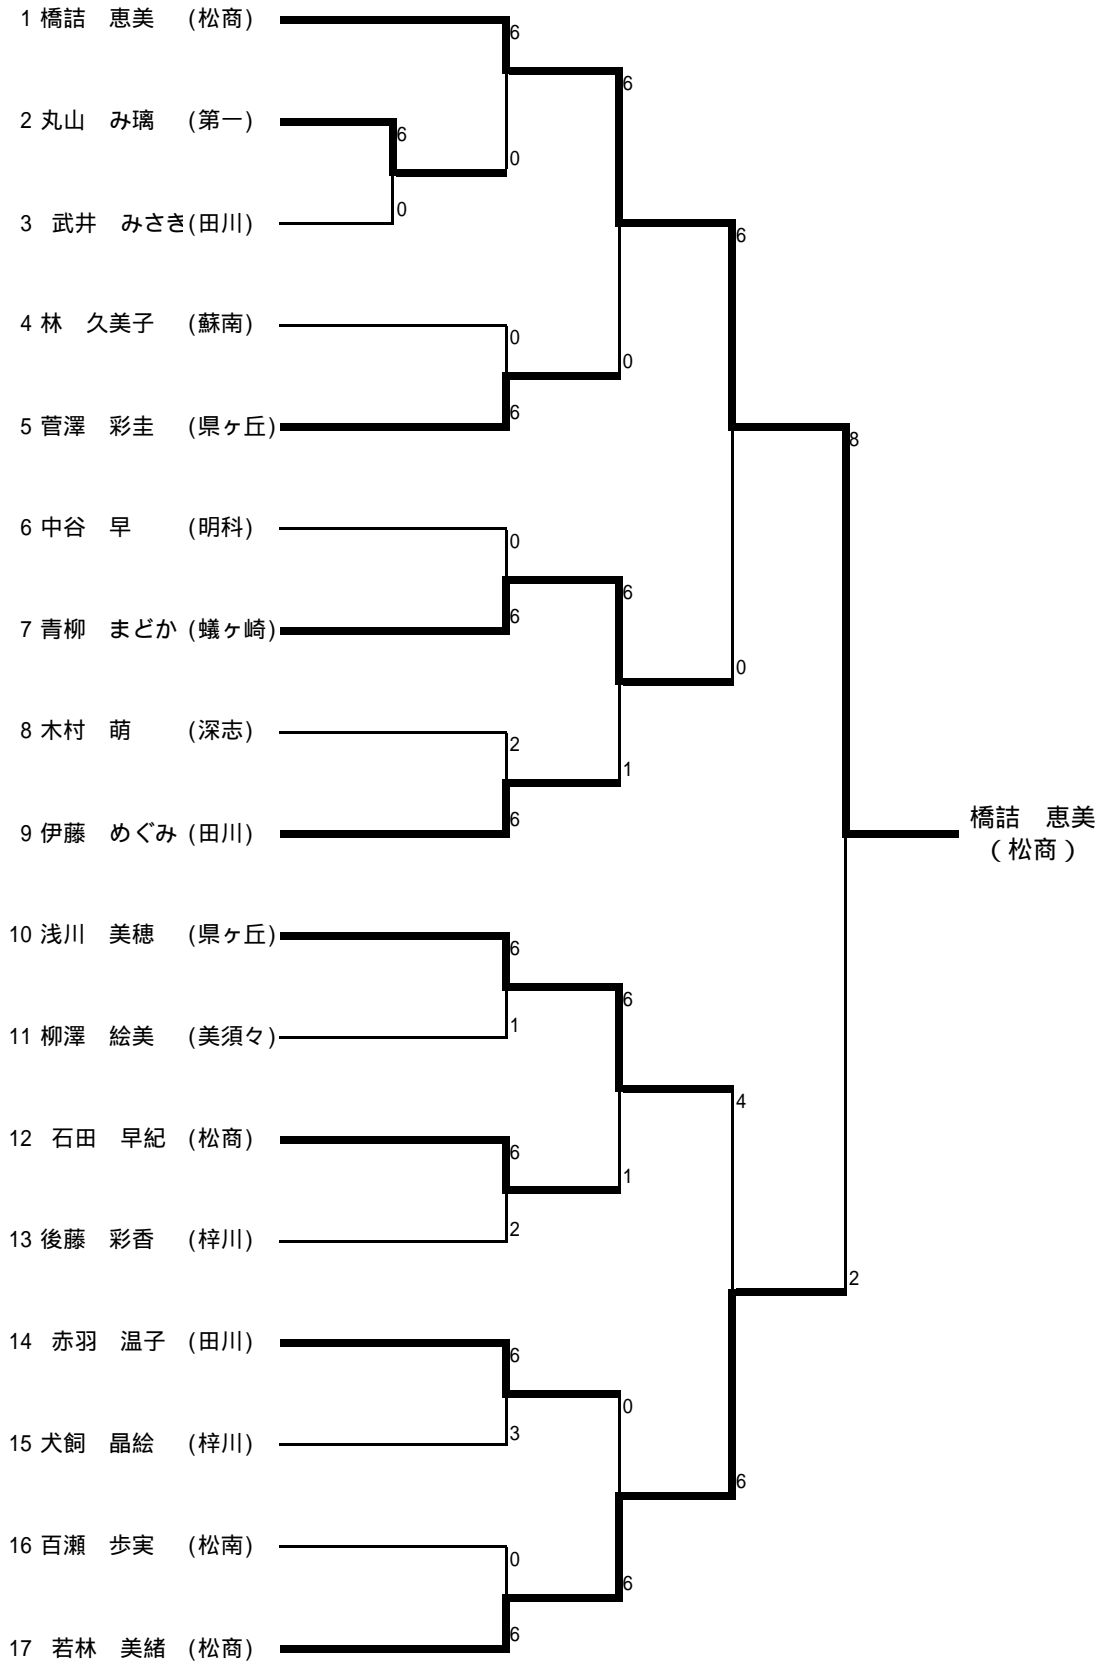 1 橋詰　恵美　(松商)
6
6
2 丸山　み璃　(第一)
6
0
3 武井　みさき(田川)
0
6
4 林　久美子　(蘇南)
0
0
5 菅澤　彩圭　(県ヶ丘)
6
8
6 中谷　早　(明科)
0
6
7 青柳　まどか (蟻ヶ崎)
6
0
8 木村　萌　(深志)
2
1
9 伊藤　めぐみ (田川)
6
橋詰　恵美
（松商）
10 浅川　美穂　(県ヶ丘)
6
6
11 柳澤　絵美　(美須々)
1
4
12 石田　早紀　(松商)
6
1
13 後藤　彩香　(梓川)
2
2
14 赤羽　温子　(田川)
6
0
15 犬飼　晶絵　(梓川)
3
6
16 百瀬　歩実　(松南)
0
6
17 若林　美緒　(松商)
6